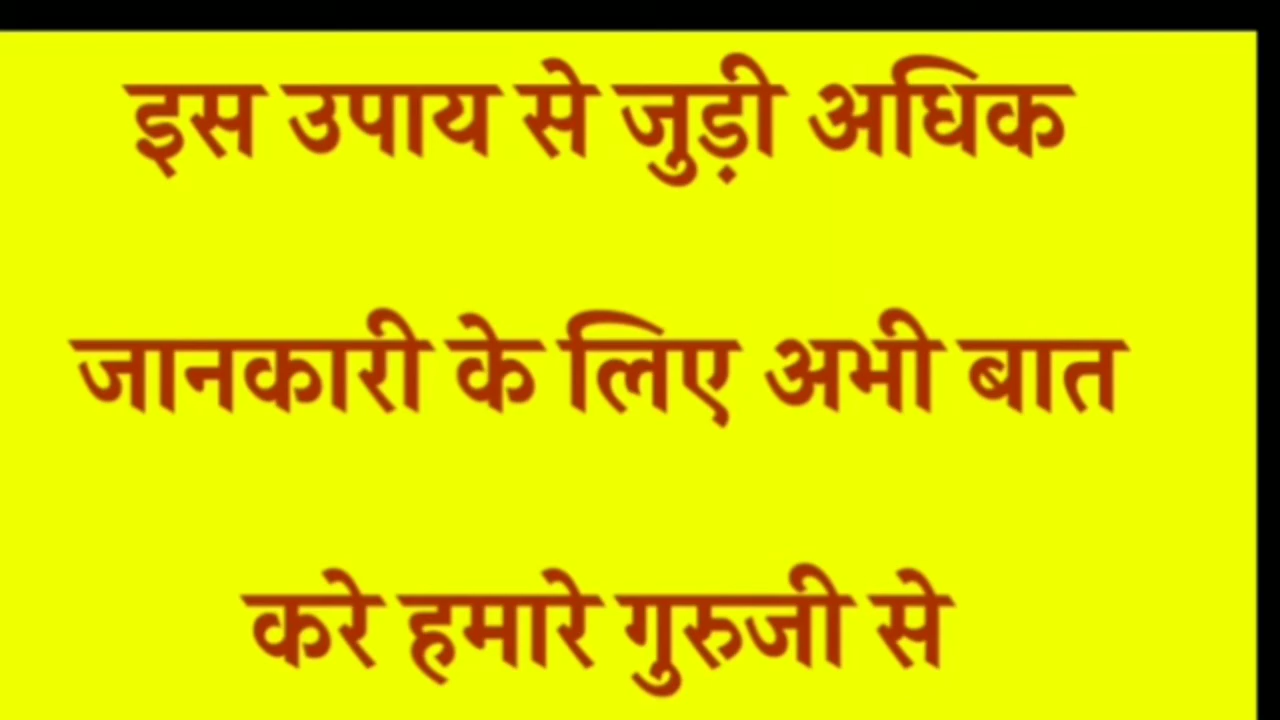 इस उपाय से जुड़ी अधिक
जानकारी के लिए अभी बात
करे हमारे गुरुजी से